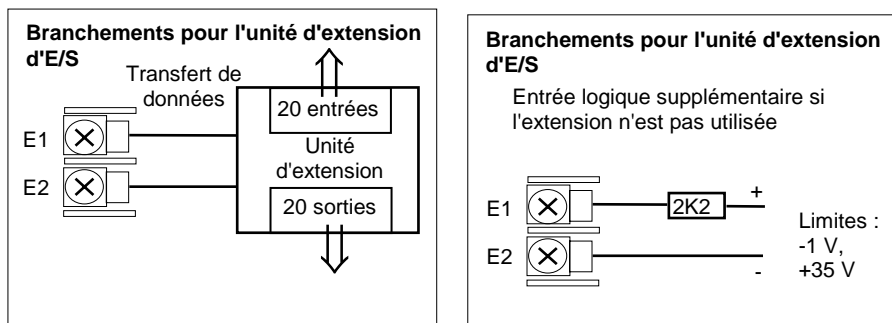 Branchements pour l'unité d'extension
d'E/S
Transfert de
données
20 entrées
E1
Unité
d'extension
E2
20 sorties
Branchements pour l'unité d'extension
d'E/S
Entrée logique supplémentaire si
l'extension n'est pas utilisée
E1
2K2
+
E2
-
Limites :
-1 V,
+35 V